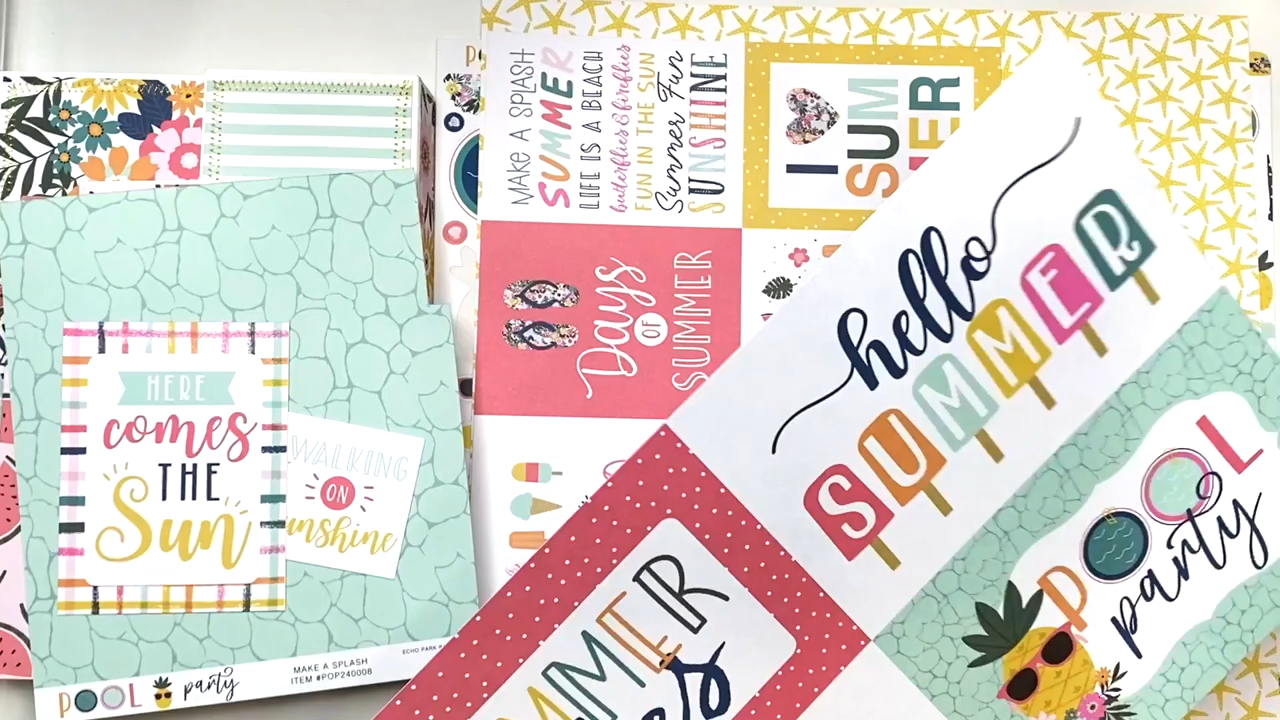 HERE
comes
THE
Sun
WALKING
ON
unshine
POOL party
MAKE A SPLASH
ITEM #POP240008
ECHO PARK P
MAKE A SPLASH
SUMMER
LIFE IS A BEACH
butterflies & fireflies
FUN IN THE SUN
Summer Fun
SUNSHINE
I
SUM
Days
OF
SUMMER
hello
SUMMER
POOL
party
MMER